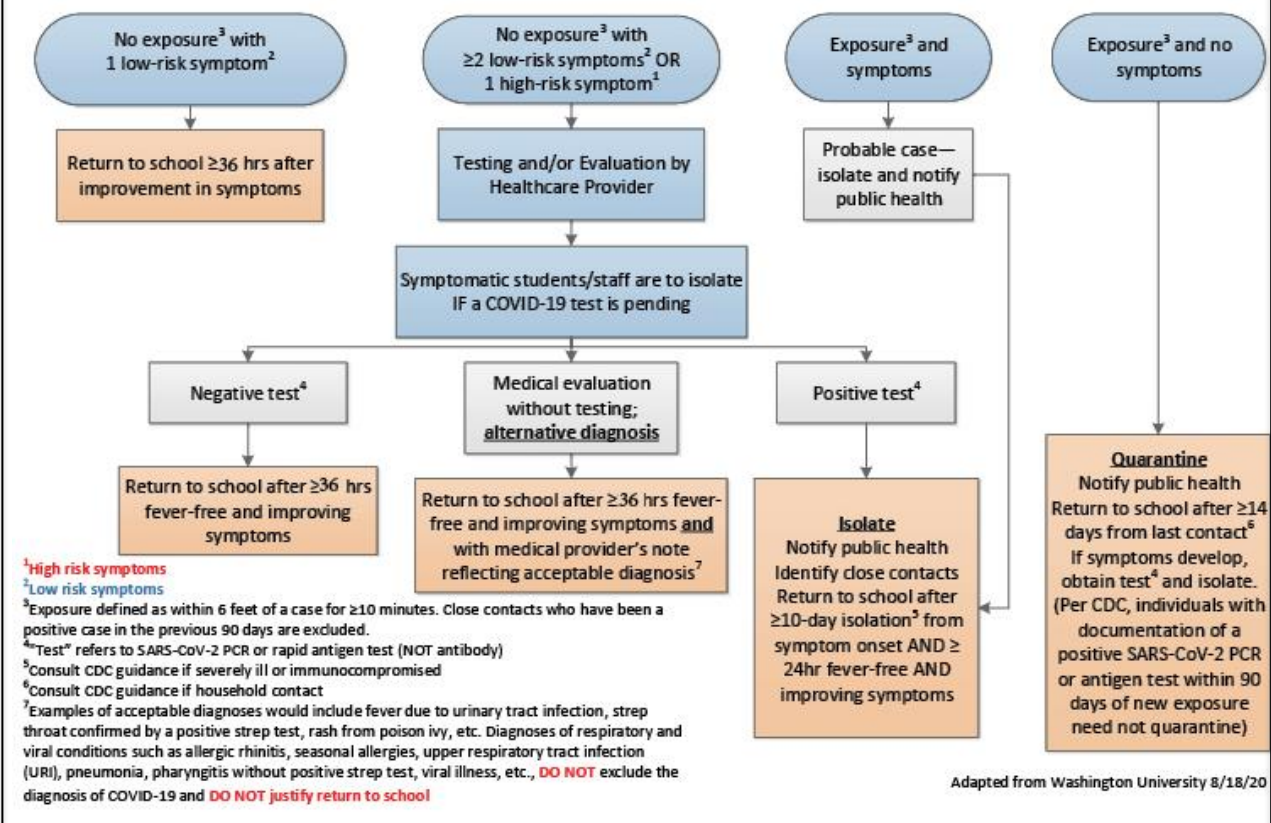 No exposure³ with
1 low-risk symptom²
No exposure³ with
≥2 low-risk symptoms² OR
1 high-risk symptom¹
Exposure³ and
symptoms
Exposure³ and no
symptoms
Return to school ≥36 hrs after
improvement in symptoms
Testing and/or Evaluation by
Healthcare Provider
Probable case—
isolate and notify
public health
Symptomatic students/staff are to isolate
IF a COVID-19 test is pending
Negative test⁴
Medical evaluation
without testing;
alternative diagnosis
Positive test⁴
Return to school after ≥36 hrs
fever-free and improving
symptoms
Return to school after ≥36 hrs fever-
free and improving symptoms and
with medical provider's note
reflecting acceptable diagnosis⁷
Isolate
Notify public health
Identify close contacts
Return to school after
≥10-day isolation⁵ from
symptom onset AND ≥
24hr fever-free AND
improving symptoms
Quarantine
Notify public health
Return to school after ≥14
days from last contact⁶
If symptoms develop,
obtain test⁴ and isolate.
(Per CDC, individuals with
documentation of a
positive SARS-CoV-2 PCR
or antigen test within 90
days of new exposure
need not quarantine)
¹High risk symptoms
²Low risk symptoms
³Exposure defined as within 6 feet of a case for ≥10 minutes. Close contacts who have been a
positive case in the previous 90 days are excluded.
⁴"Test" refers to SARS-CoV-2 PCR or rapid antigen test (NOT antibody)
⁵Consult CDC guidance if severely ill or immunocompromised
⁶Consult CDC guidance if household contact
⁷Examples of acceptable diagnoses would include fever due to urinary tract infection, strep
throat confirmed by a positive strep test, rash from poison ivy, etc. Diagnoses of respiratory and
viral conditions such as allergic rhinitis, seasonal allergies, upper respiratory tract infection
(URI), pneumonia, pharyngitis without positive strep test, viral illness, etc., DO NOT exclude the
diagnosis of COVID-19 and DO NOT justify return to school
Adapted from Washington University 8/18/20